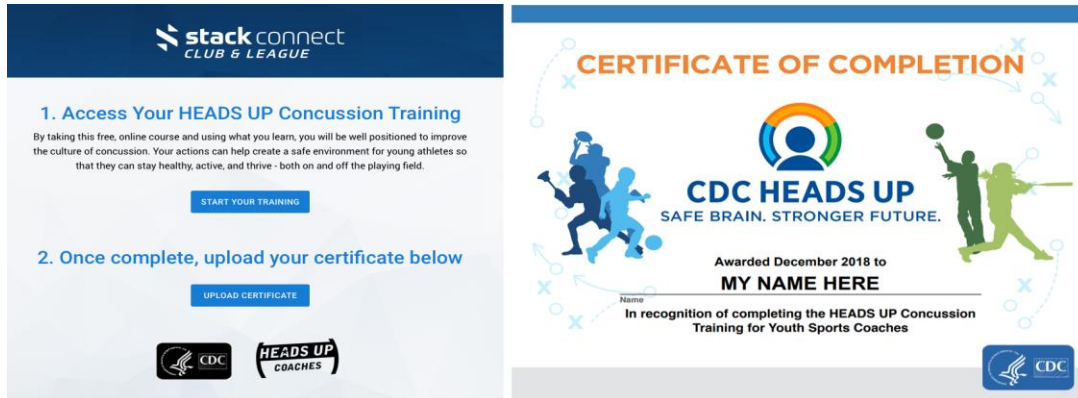 stack connect
CLUB & LEAGUE
1. Access Your HEADS UP Concussion Training
By taking this free, online course and using what you learn, you will be well positioned to improve
the culture of concussion. Your actions can help create a safe environment for young athletes so
that they can stay healthy, active, and thrive - both on and off the playing field.
START YOUR TRAINING
2. Once complete, upload your certificate below
UPLOAD CERTIFICATE
CDC
HEADS UP
COACHES
CERTIFICATE OF COMPLETION
CDC HEADS UP
SAFE BRAIN. STRONGER FUTURE.
Awarded December 2018 to
MY NAME HERE
Name
In recognition of completing the HEADS UP Concussion
Training for Youth Sports Coaches
CDC